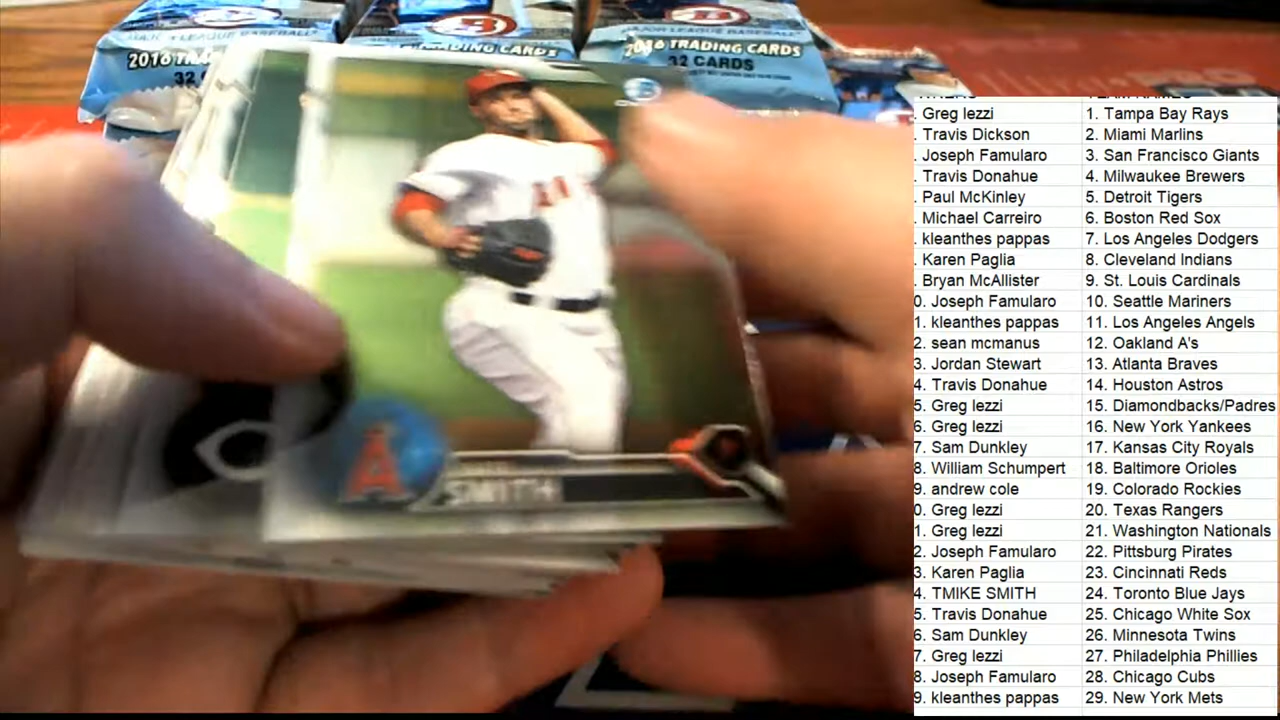 MAJOR LEAGUE BASEBALL
MAJOR LEAGUE BASEBALL
2016 TRADING CARDS
32 CARDS
2016 TRADING CARDS
32
TRADING CARDS
B
B
A
SMITH
. Greg Iezzi 1. Tampa Bay Rays
. Travis Dickson 2. Miami Marlins
. Joseph Famularo 3. San Francisco Giants
. Travis Donahue 4. Milwaukee Brewers
. Paul McKinley 5. Detroit Tigers
. Michael Carreiro 6. Boston Red Sox
. kleanthes pappas 7. Los Angeles Dodgers
. Karen Paglia 8. Cleveland Indians
. Bryan McAllister 9. St. Louis Cardinals
0. Joseph Famularo 10. Seattle Mariners
1. kleanthes pappas 11. Los Angeles Angels
2. sean mcmanus 12. Oakland A's
3. Jordan Stewart 13. Atlanta Braves
4. Travis Donahue 14. Houston Astros
5. Greg Iezzi 15. Diamondbacks/Padres
6. Greg Iezzi 16. New York Yankees
7. Sam Dunkley 17. Kansas City Royals
8. William Schumpert 18. Baltimore Orioles
9. andrew cole 19. Colorado Rockies
0. Greg Iezzi 20. Texas Rangers
1. Greg Iezzi 21. Washington Nationals
2. Joseph Famularo 22. Pittsburg Pirates
3. Karen Paglia 23. Cincinnati Reds
4. TMIKE SMITH 24. Toronto Blue Jays
5. Travis Donahue 25. Chicago White Sox
6. Sam Dunkley 26. Minnesota Twins
7. Greg Iezzi 27. Philadelphia Phillies
8. Joseph Famularo 28. Chicago Cubs
9. kleanthes pappas 29. New York Mets